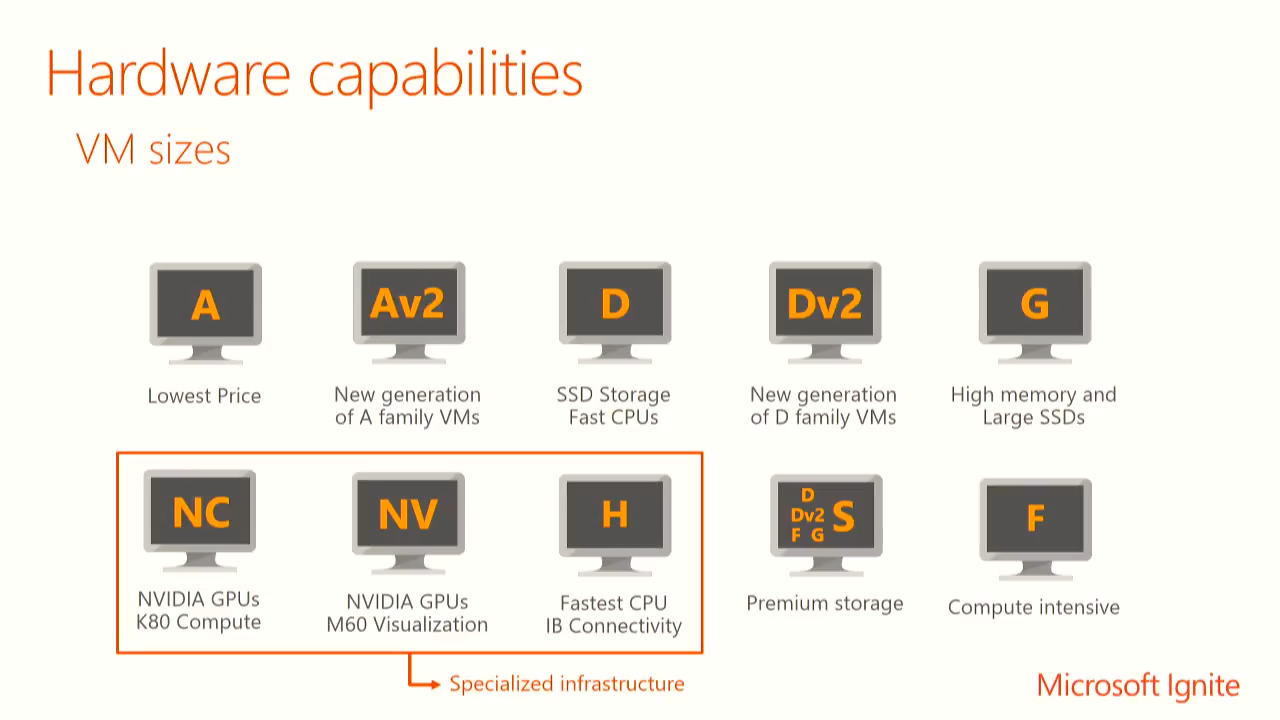 Hardware capabilities
VM sizes
A
Av2
D
Dv2
G
Lowest Price
New generation
of A family VMs
SSD Storage
Fast CPUs
New generation
of D family VMs
High memory and
Large SSDs
NC
NV
H
D
Dv2
F G
S
F
NVIDIA GPUs
K80 Compute
NVIDIA GPUs
M60 Visualization
Fastest CPU
IB Connectivity
Premium storage
Compute intensive
Specialized infrastructure
Microsoft Ignite